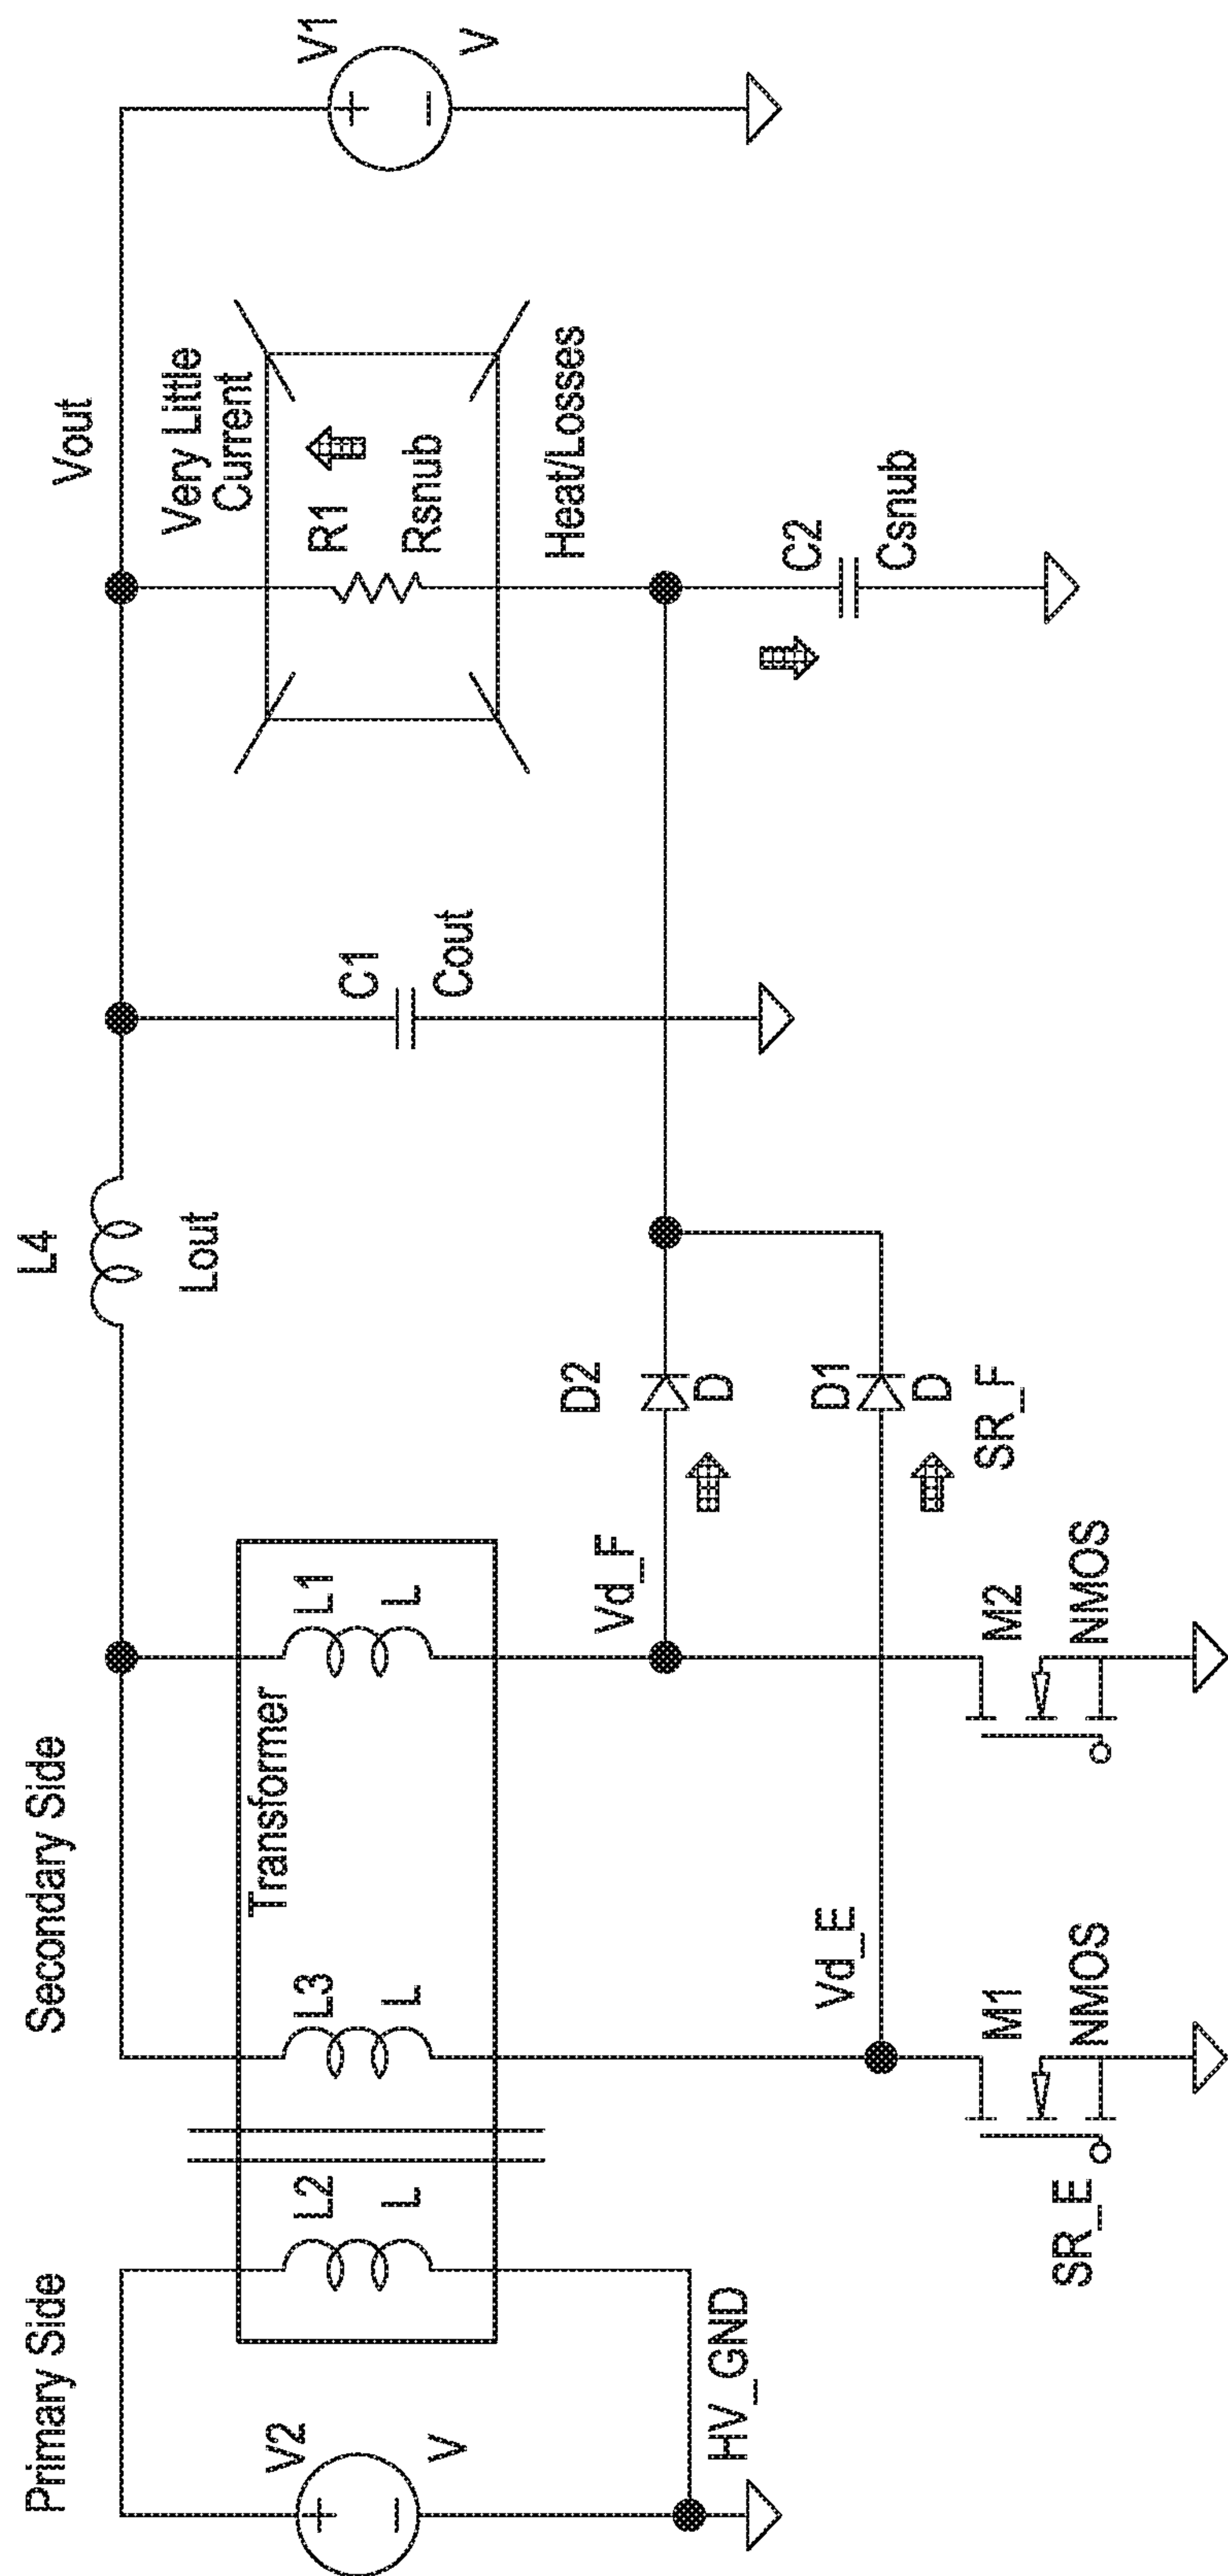 Primary Side
Secondary Side
V2
V
HV_GND
L2
L
L3
L
Transformer
L1
L
L4
Lout
Vout
C1
Cout
Very Little
Current
R1
Rsnub
Heat/Losses
V1
V
Vd_F
D2
D
Vd_E
D1
D
SR_F
C2
Csnub
SR_E
M1
NMOS
M2
NMOS